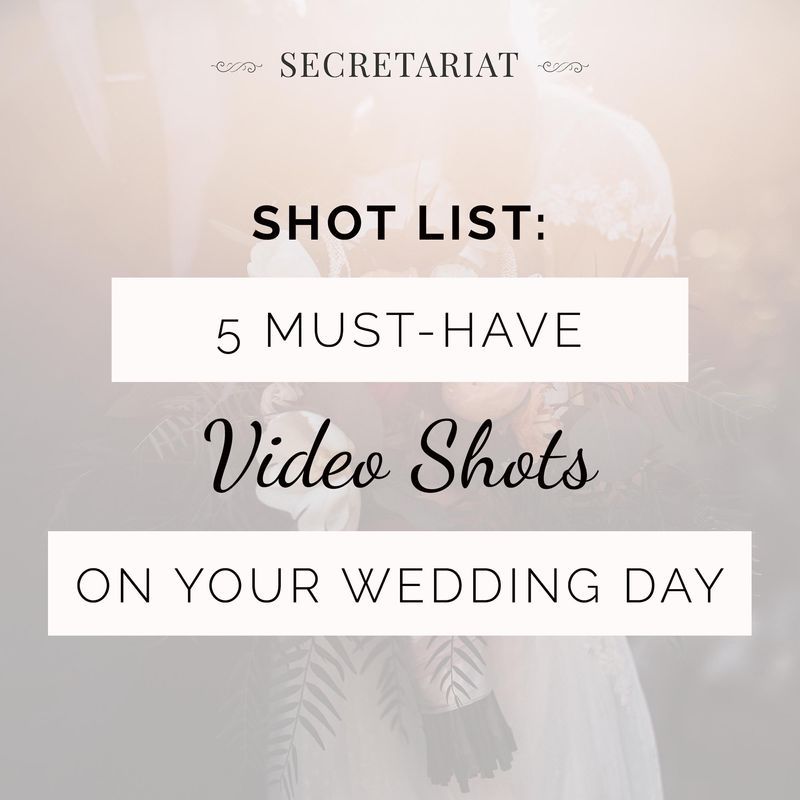 SECRETARIAT
SHOT LIST:
5 MUST-HAVE
Video Shots
ON YOUR WEDDING DAY